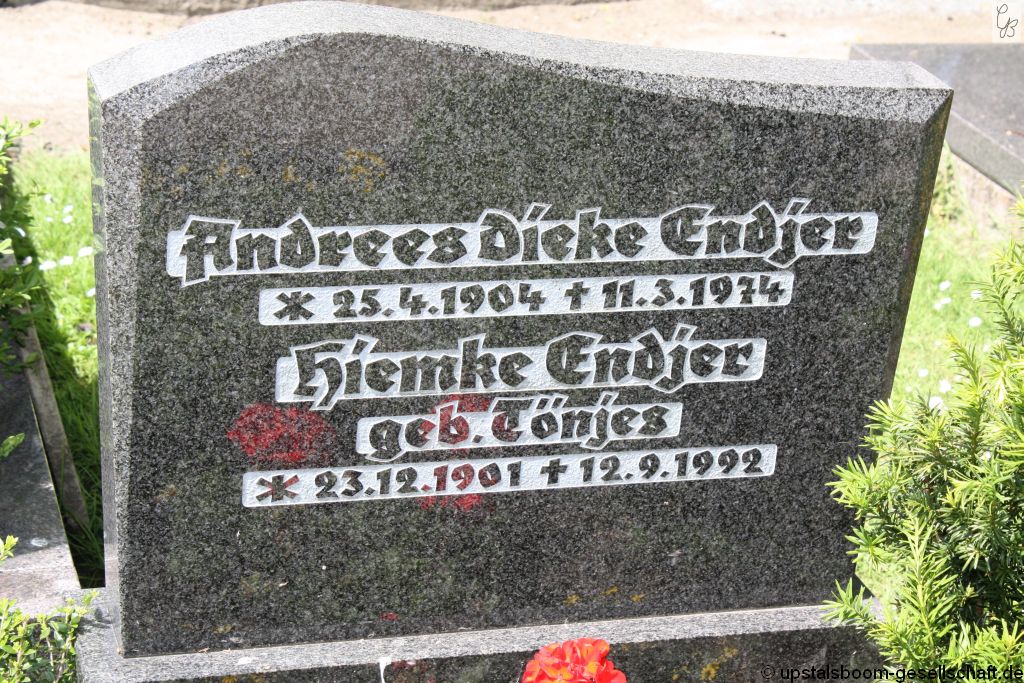 Andrees Dieke Endjer
* 25.4.1904 † 11.3.1974
Hiemke Endjer
geb. Tönjes
* 23.12.1901 † 12.9.1992
© upstalsboom-gesellschaft.de